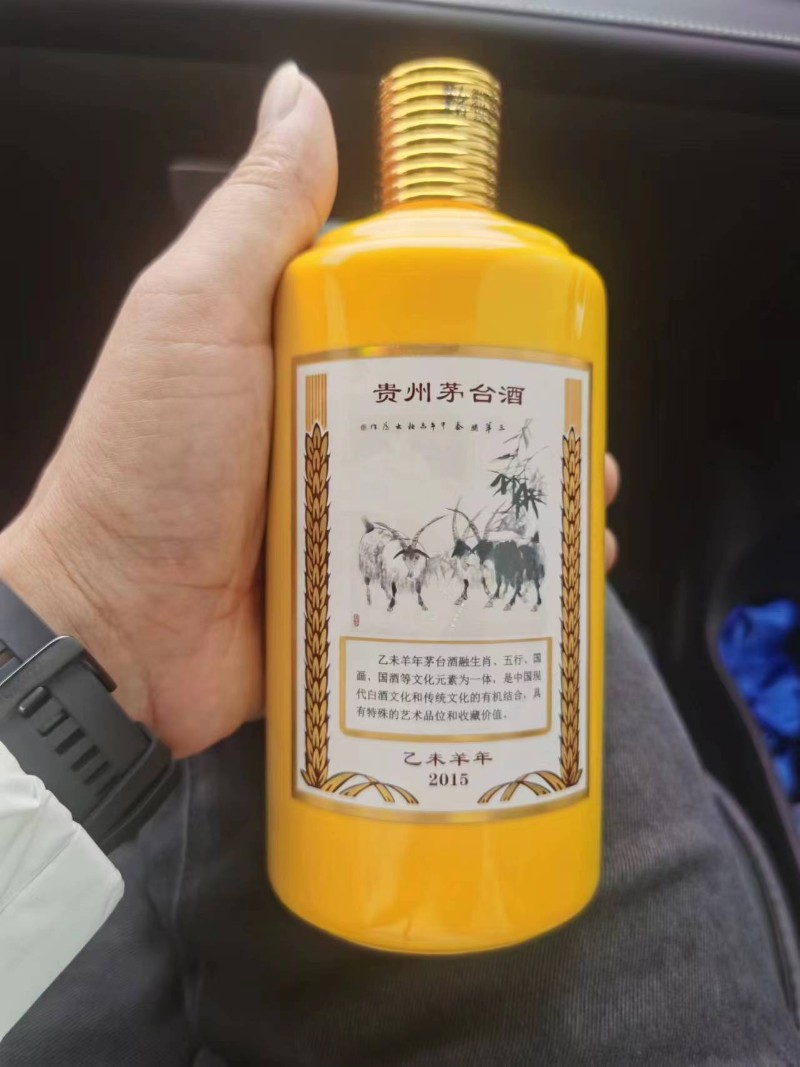 贵州茅台酒
乙未羊年茅台酒融生肖、五行、国
画、国酒等文化元素为一体，是中国现
代白酒文化和传统文化的有机结合，具
有特殊的艺术品位和收藏价值。
乙未羊年
2015